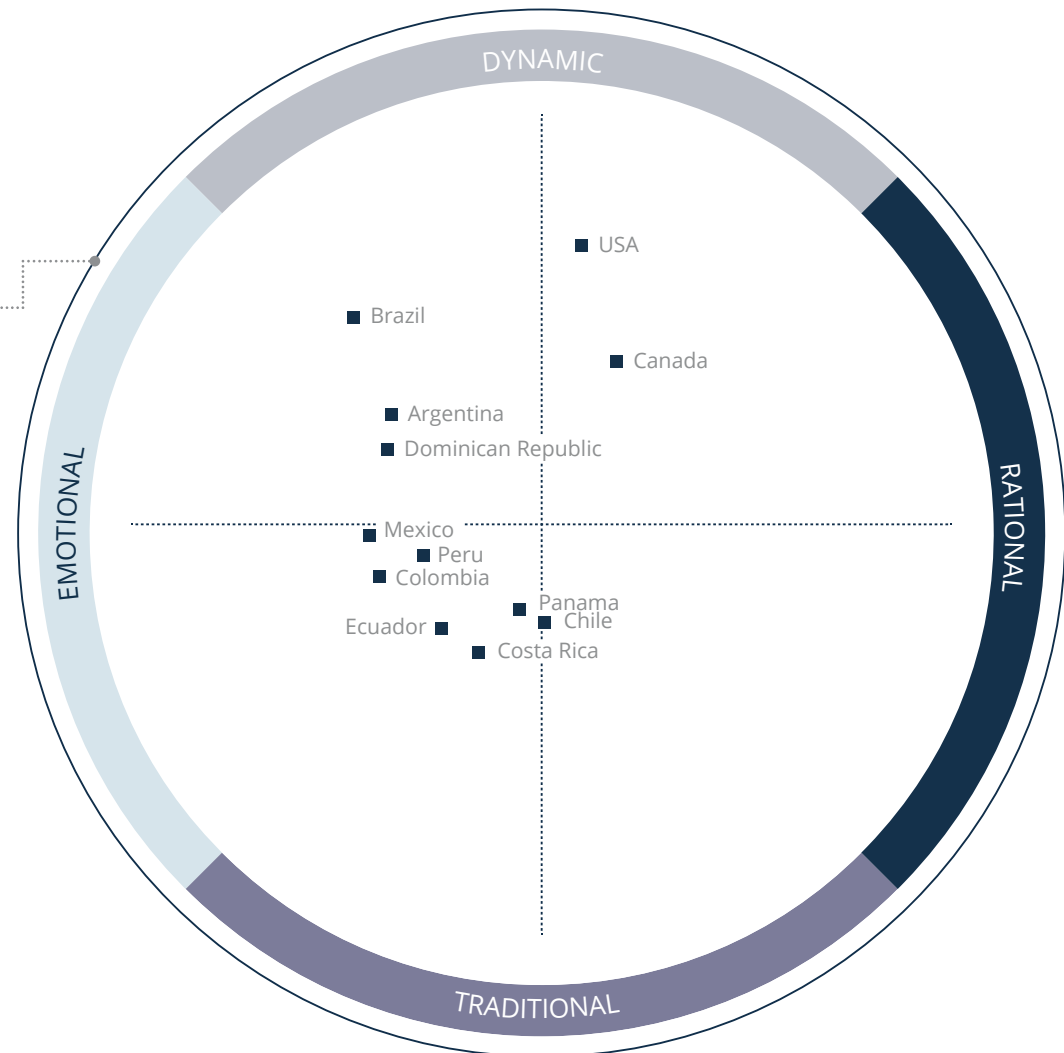 DYNAMIC
USA
Brazil
Canada
Argentina
Dominican Republic
EMOTIONAL
RATIONAL
Mexico
Peru
Colombia
Panama
Chile
Ecuador
Costa Rica
TRADITIONAL